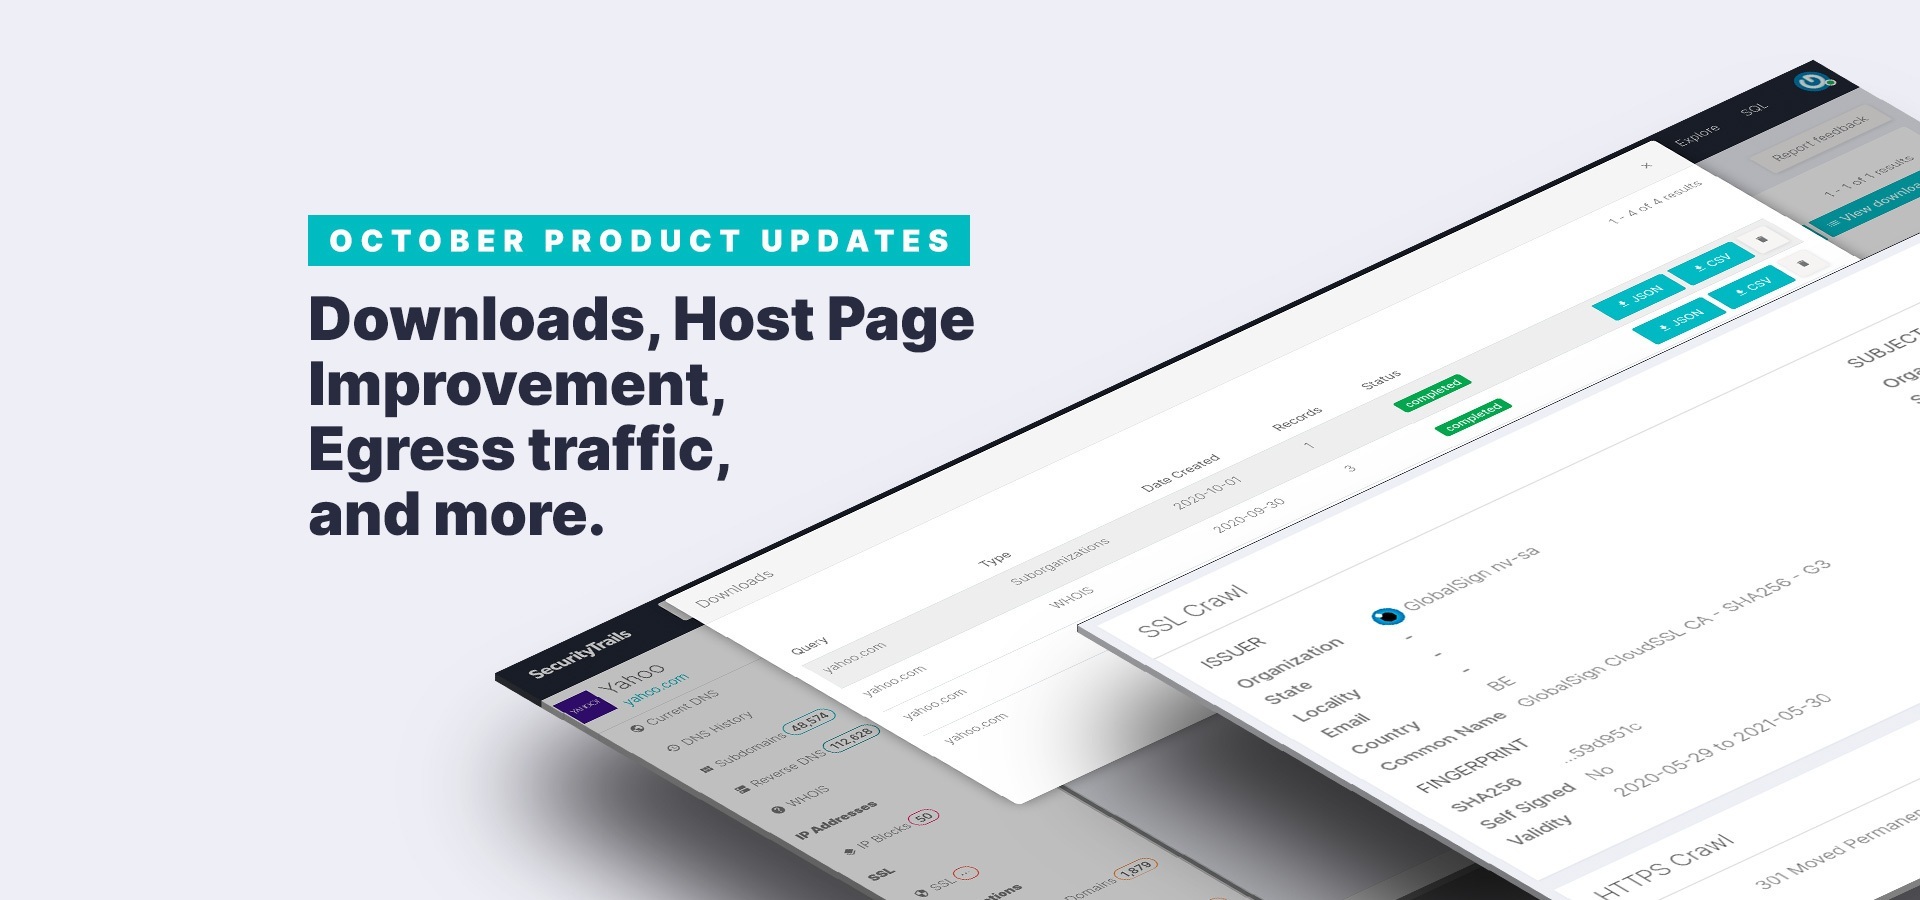 OCTOBER PRODUCT UPDATES
Downloads, Host Page
Improvement,
Egress traffic,
and more.
Explore SQL
Report feedback
1 - 1 of 1 results
View
SecurityTrails
YAHOO!
Yahoo
yahoo.com
Current DNS
DNS History
Subdomains 48,574
Reverse DNS 112,628
WHOIS
IP Addresses
IP Blocks 50
SSL
SSL ...
Domains 1,879
Downloads ×
1 - 4 of 4 results
Query Type Date Created Records Status
yahoo.com Suborganizations 2020-10-01 1 completed JSON CSV
yahoo.com WHOIS 2020-09-30 3 completed JSON CSV
yahoo.com
yahoo.com
SSL Crawl
ISSUER
Organization GlobalSign nv-sa
State -
Locality -
Email -
Country BE
Common Name GlobalSign CloudSSL CA - SHA256 - G3
FINGERPRINT
SHA256 ...59d951c
Self Signed No
Validity 2020-05-29 to 2021-05-30
SUBJECT
HTTPS Crawl
301 Moved